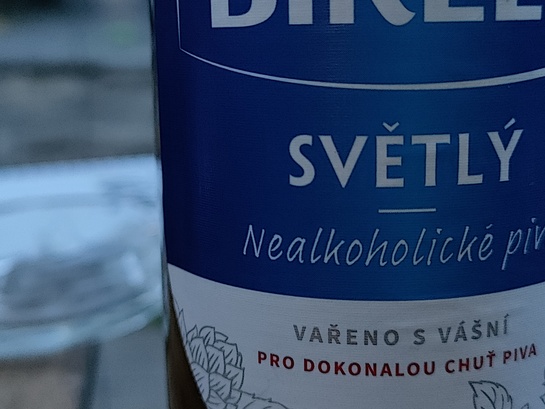 SVĚTLÝ
Nealkoholické
VAŘENO S VÁŠNÍ
PRO DOKONALOU CHUŤ PIVA